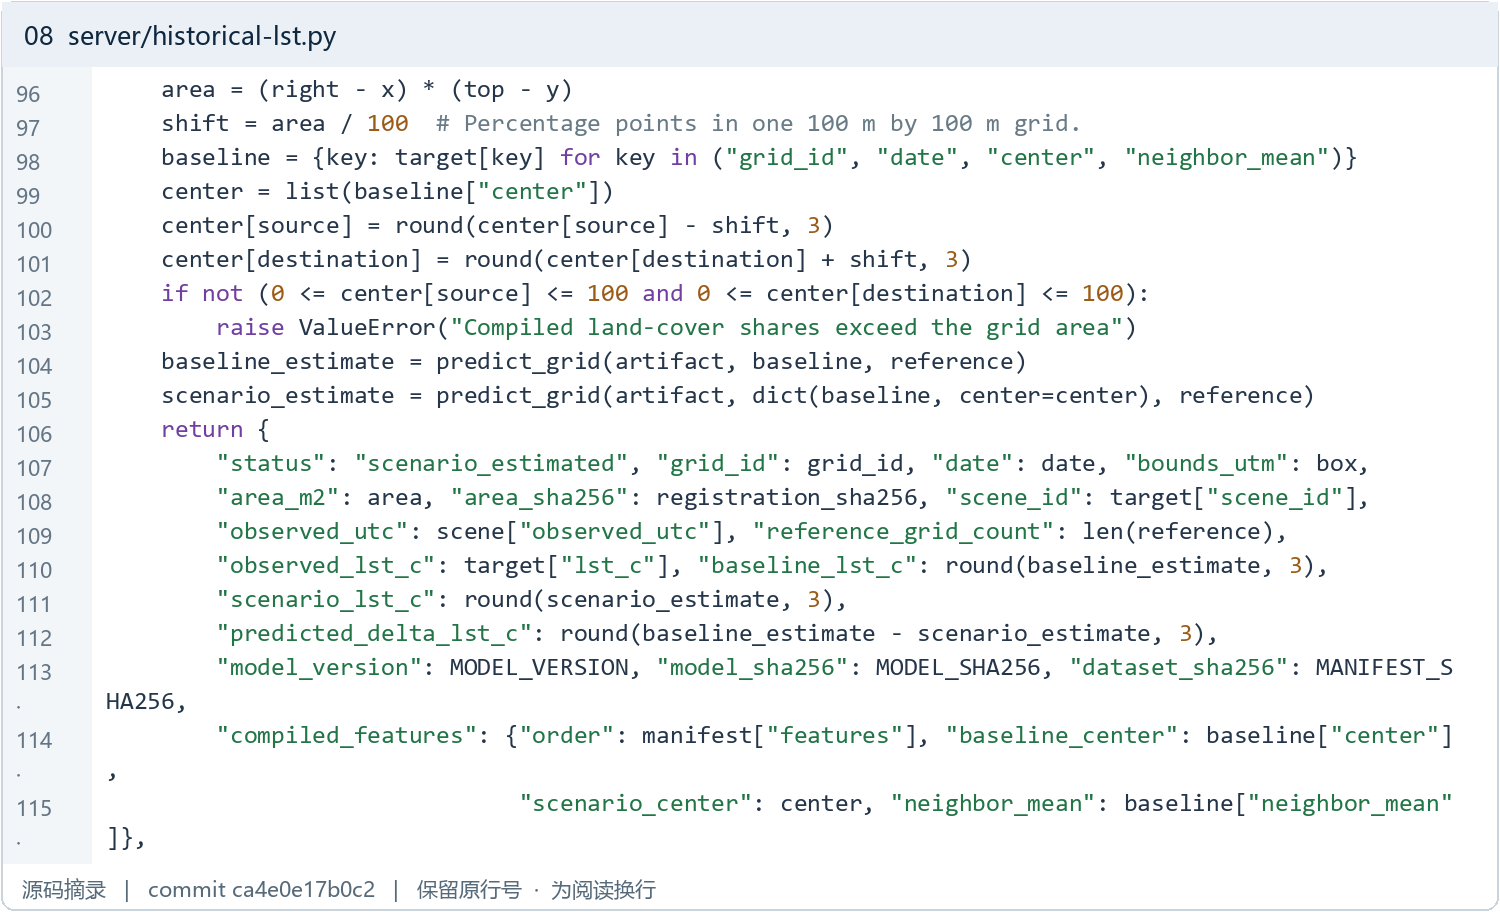 08 server/historical-lst.py
96     area = (right - x) * (top - y)
97     shift = area / 100  # Percentage points in one 100 m by 100 m grid.
98     baseline = {key: target[key] for key in ("grid_id", "date", "center", "neighbor_mean")}
99     center = list(baseline["center"])
100     center[source] = round(center[source] - shift, 3)
101     center[destination] = round(center[destination] + shift, 3)
102     if not (0 <= center[source] <= 100 and 0 <= center[destination] <= 100):
103         raise ValueError("Compiled land-cover shares exceed the grid area")
104     baseline_estimate = predict_grid(artifact, baseline, reference)
105     scenario_estimate = predict_grid(artifact, dict(baseline, center=center), reference)
106     return {
107         "status": "scenario_estimated", "grid_id": grid_id, "date": date, "bounds_utm": box,
108         "area_m2": area, "area_sha256": registration_sha256, "scene_id": target["scene_id"],
109         "observed_utc": scene["observed_utc"], "reference_grid_count": len(reference),
110         "observed_lst_c": target["lst_c"], "baseline_lst_c": round(baseline_estimate, 3),
111         "scenario_lst_c": round(scenario_estimate, 3),
112         "predicted_delta_lst_c": round(baseline_estimate - scenario_estimate, 3),
113         "model_version": MODEL_VERSION, "model_sha256": MODEL_SHA256, "dataset_sha256": MANIFEST_S
· HA256,
114         "compiled_features": {"order": manifest["features"], "baseline_center": baseline["center"]
· ,
115                               "scenario_center": center, "neighbor_mean": baseline["neighbor_mean"
· ]},
源码摘录 | commit ca4e0e17b0c2 | 保留原行号 · 为阅读换行